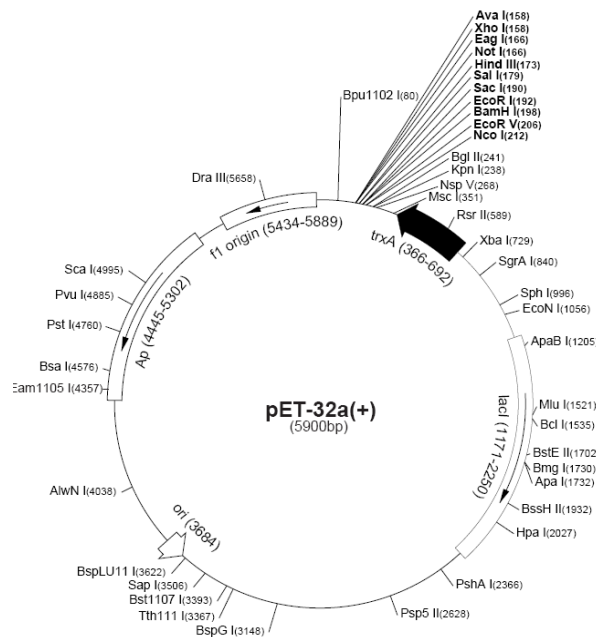 Ava I(158)
Xho I(158)
Eag I(166)
Not I(166)
Hind III(173)
Sal I(179)
Sac I(190)
EcoR I(192)
BamH I(198)
EcoR V(206)
Nco I(212)
Bpu1102 I(80)
Bgl II(241)
Kpn I(238)
Nsp V(268)
Msc I(351)
Rsr II(589)
trxA (366-692)
Xba I(729)
SgrA I(840)
Sph I(996)
EcoN I(1056)
ApaB I(1205)
Mlu I(1521)
Bcl I(1535)
BstE II(1702)
Bmg I(1730)
Apa I(1732)
BssH II(1932)
Hpa I(2027)
lacI (1171-2250)
PshA I(2366)
Psp5 II(2628)
BspG I(3148)
Tth111 I(3367)
Bst1107 I(3393)
Sap I(3506)
BspLU11 I(3622)
ori (3684)
AlwN I(4038)
Eam1105 I(4357)
Bsa I(4576)
Pst I(4760)
Pvu I(4885)
Sca I(4995)
Ap (4445-5302)
Dra III(5658)
f1 origin (5434-5889)
pET-32a(+)
(5900bp)